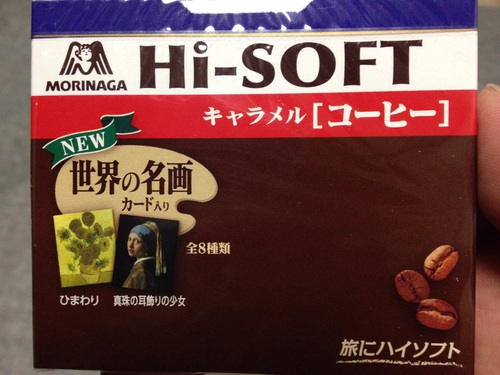 MORINAGA
Hi-SOFT
キャラメル[コーヒー]
NEW
世界の名画
カード入り
全8種類
ひまわり
真珠の耳飾りの少女
旅にハイソフト